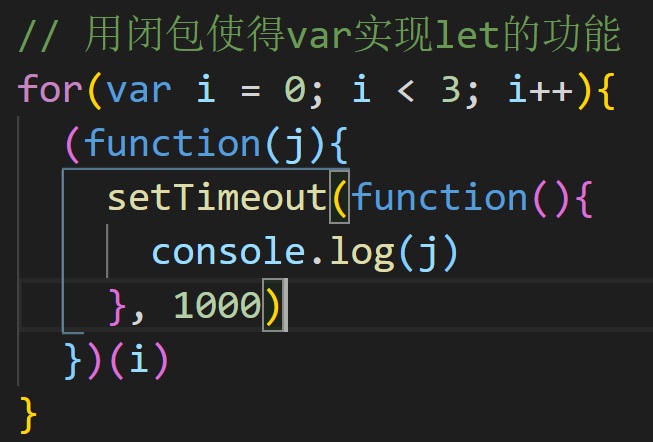 // 用闭包使得var实现let的功能
for(var i = 0; i < 3; i++){
(function(j){
setTimeout(function(){
console.log(j)
}, 1000)
})(i)
}